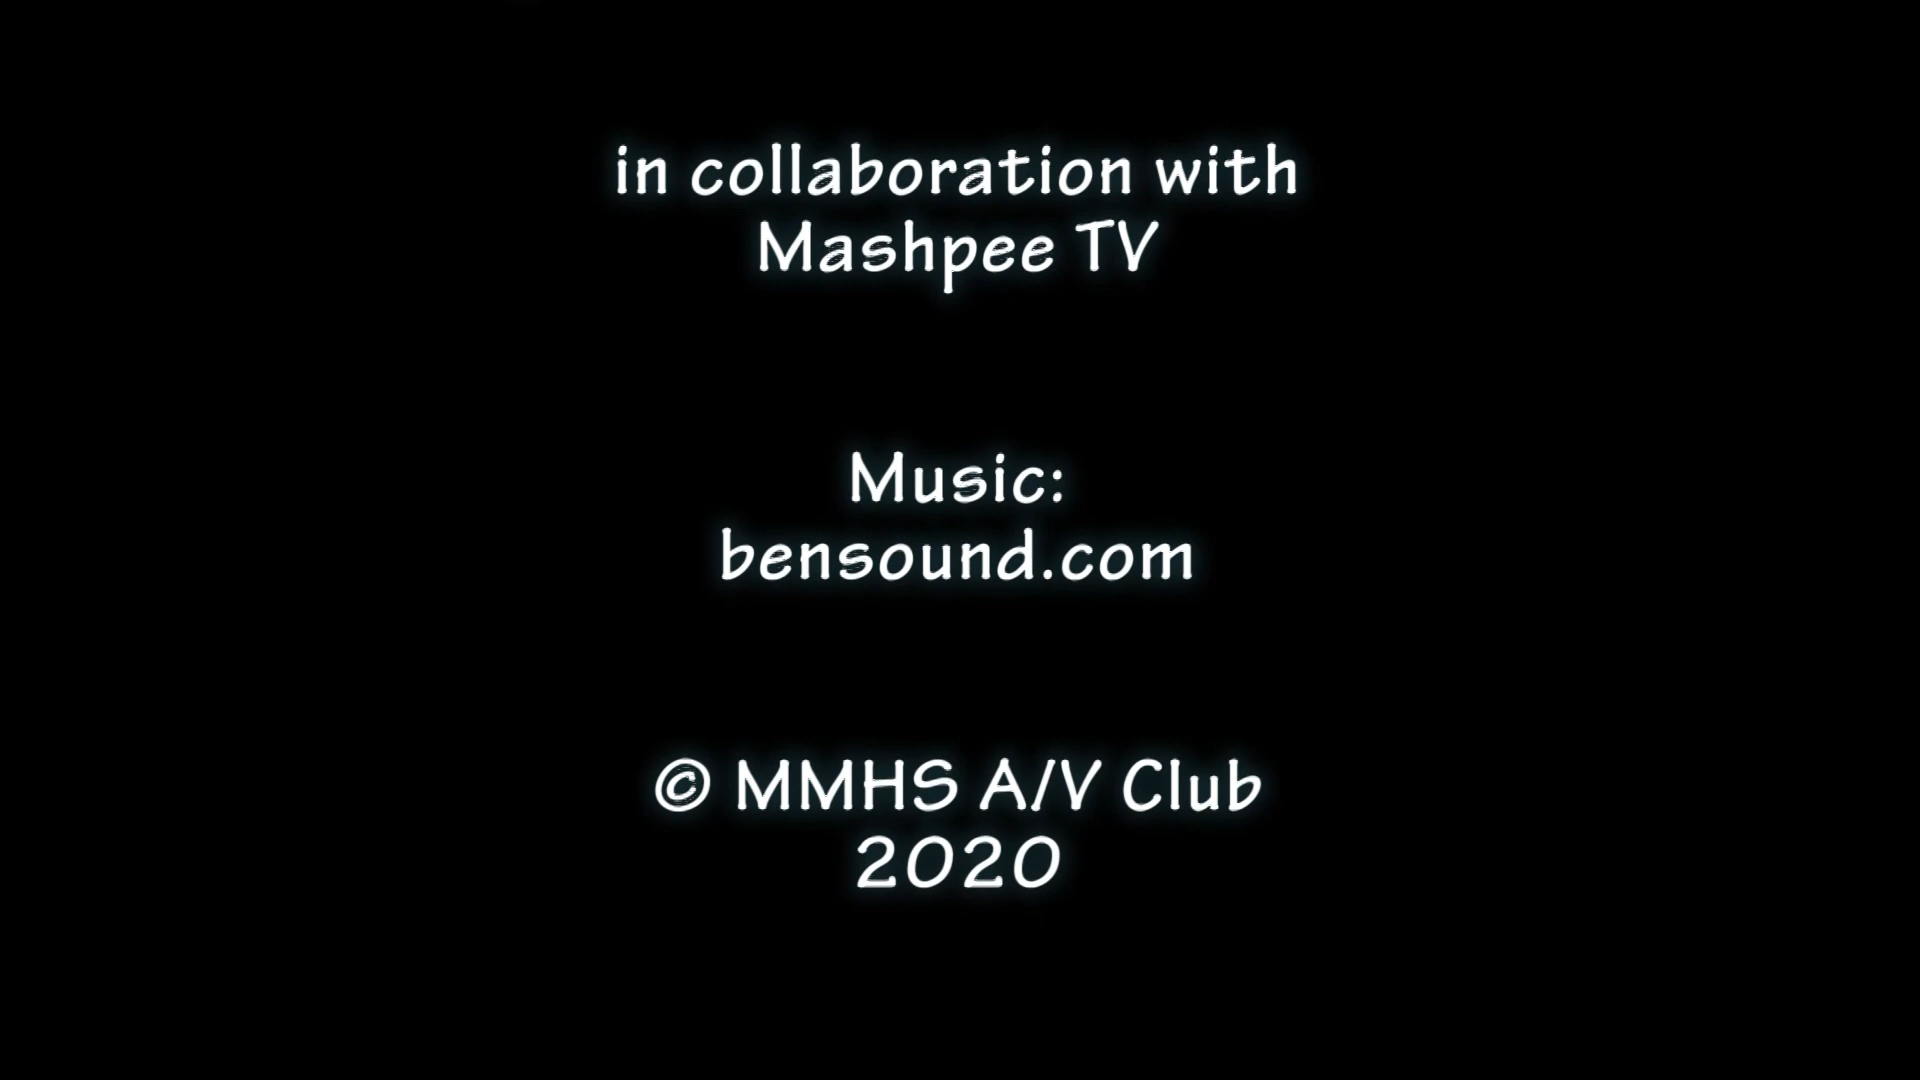 in collaboration with
Mashpee TV
Music:
bensound.com
© MMHS A/V Club
2020